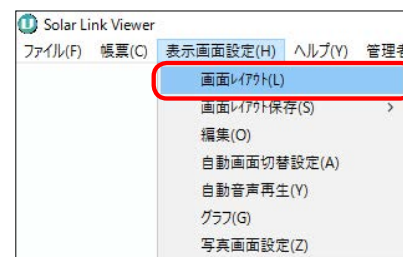 Solar Link Viewer
ファイル(F) 帳票(C) 表示画面設定(H) ヘルプ(Y) 管理者
画面レイアウト(L)
画面レイアウト保存(S) >
編集(O)
自動画面切替設定(A)
自動音声再生(Y)
グラフ(G)
写真画面設定(Z)